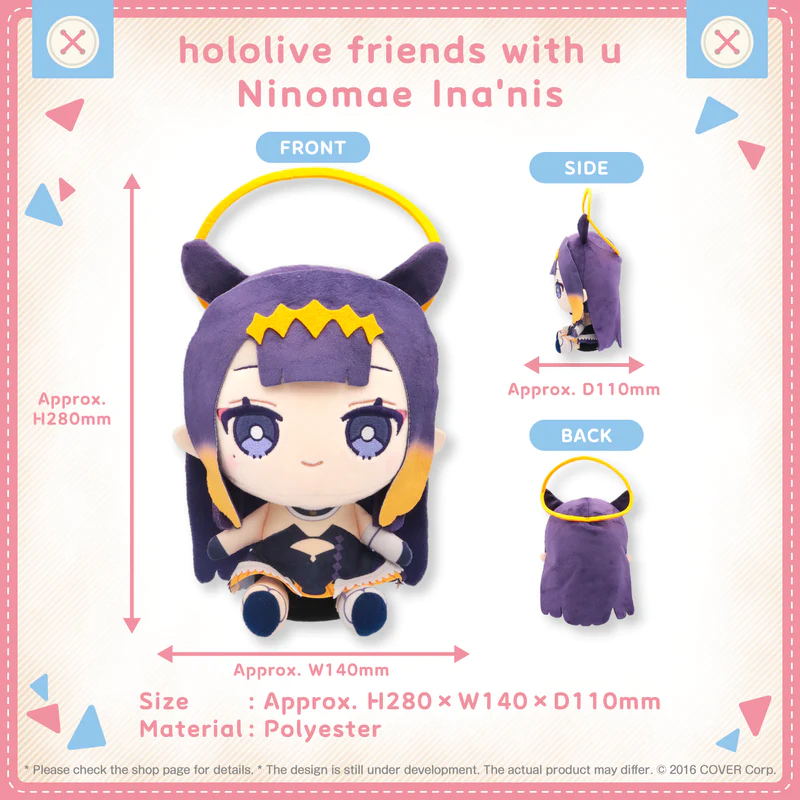 hololive friends with u
Ninomae Ina'nis
FRONT
SIDE
Approx. D110mm
Approx.
H280mm
BACK
Approx. W140mm
Size : Approx. H280×W140×D110mm
Material : Polyester
* Please check the shop page for details. * The design is still under development. The actual product may differ. © 2016 COVER Corp.